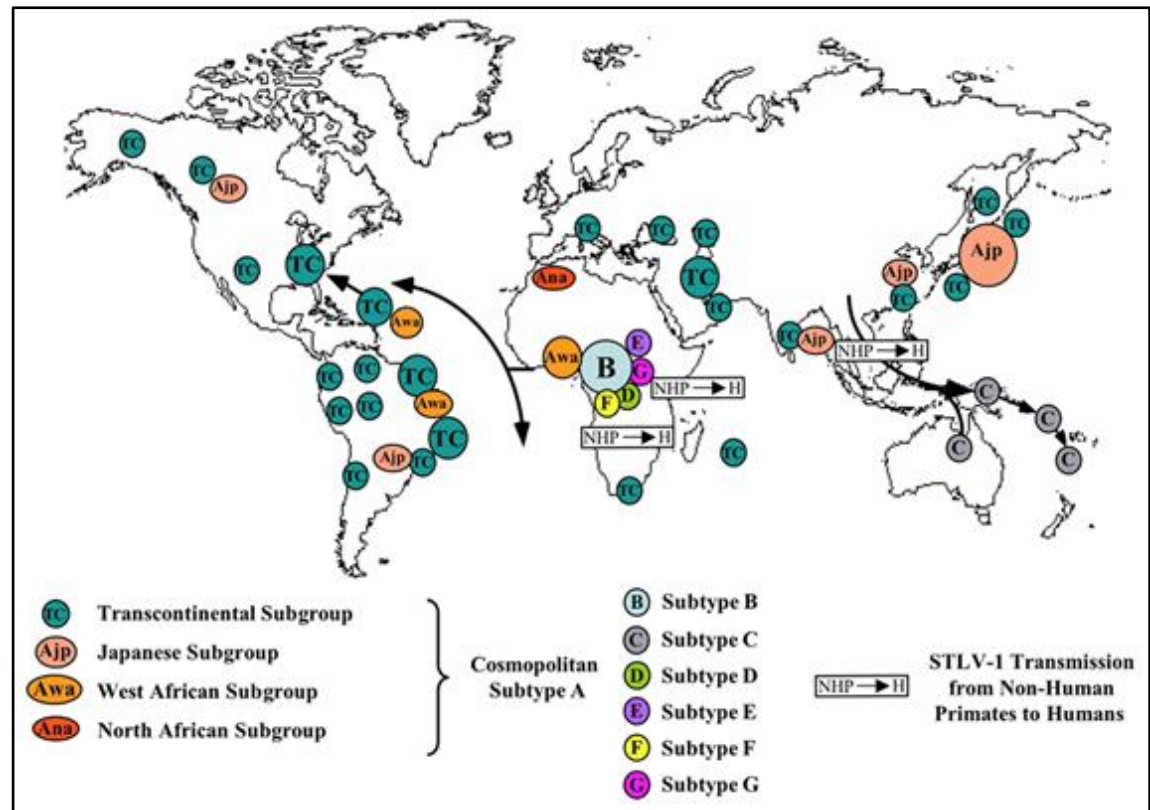 TC
TC
Ajp
TC
TC
TC
Awa
TC
TC
TC
TC
TC
Awa
TC
TC
Ajp
TC
TC
TC
TC
TC
TC
Ana
Awa
B
E
G
D
F
NHP → H
NHP → H
TC
TC
TC
TC
Ajp
Ajp
TC
TC
TC
Ajp
NHP → H
C
C
C
C
TC Transcontinental Subgroup
Ajp Japanese Subgroup
Awa West African Subgroup
Ana North African Subgroup
Cosmopolitan
Subtype A
B Subtype B
C Subtype C
D Subtype D
E Subtype E
F Subtype F
G Subtype G
NHP → H
STLV-1 Transmission
from Non-Human
Primates to Humans